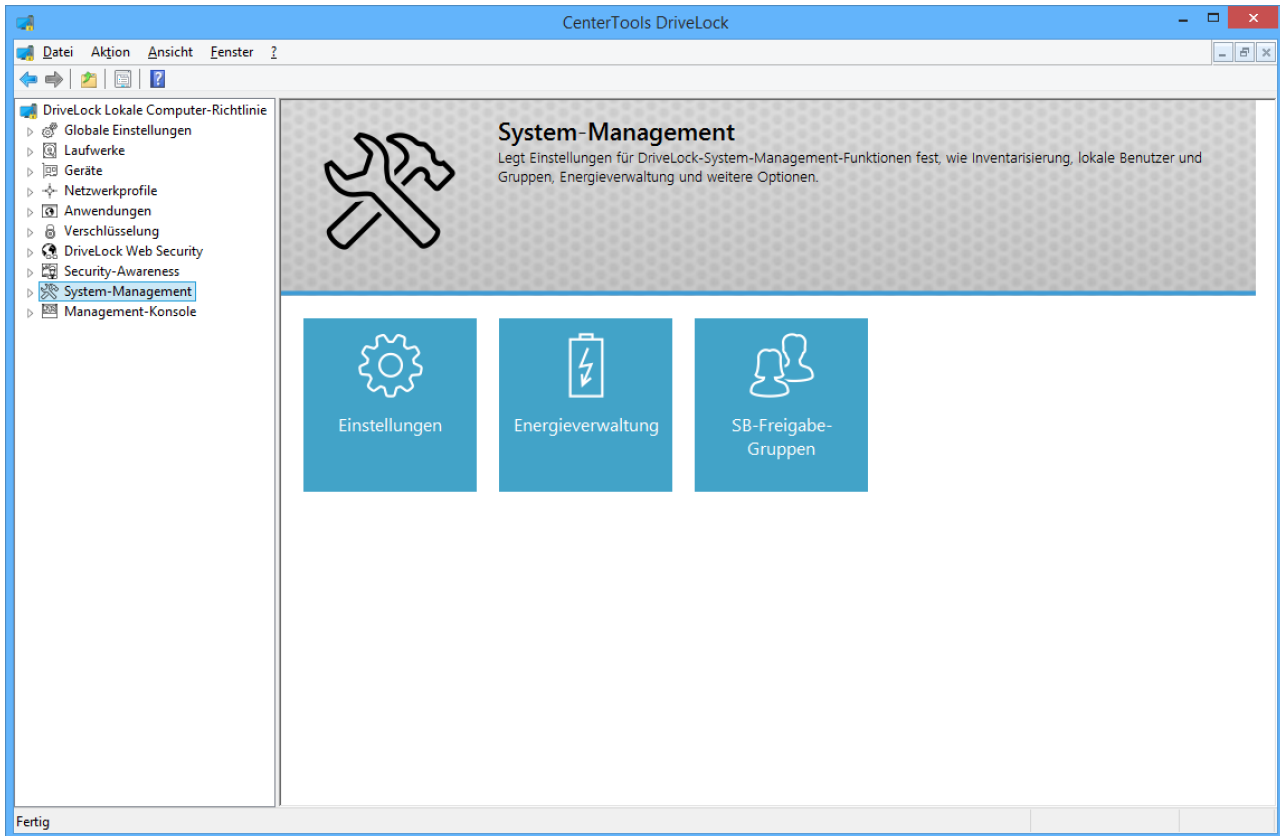 CenterTools DriveLock
Datei Aktion Ansicht Fenster ?
DriveLock Lokale Computer-Richtlinie
Globale Einstellungen
Laufwerke
Geräte
Netzwerkprofile
Anwendungen
Verschlüsselung
DriveLock Web Security
Security-Awareness
System-Management
Management-Konsole
System-Management
Legt Einstellungen für DriveLock-System-Management-Funktionen fest, wie Inventarisierung, lokale Benutzer und
Gruppen, Energieverwaltung und weitere Optionen.
Einstellungen
Energieverwaltung
SB-Freigabe-
Gruppen
Fertig